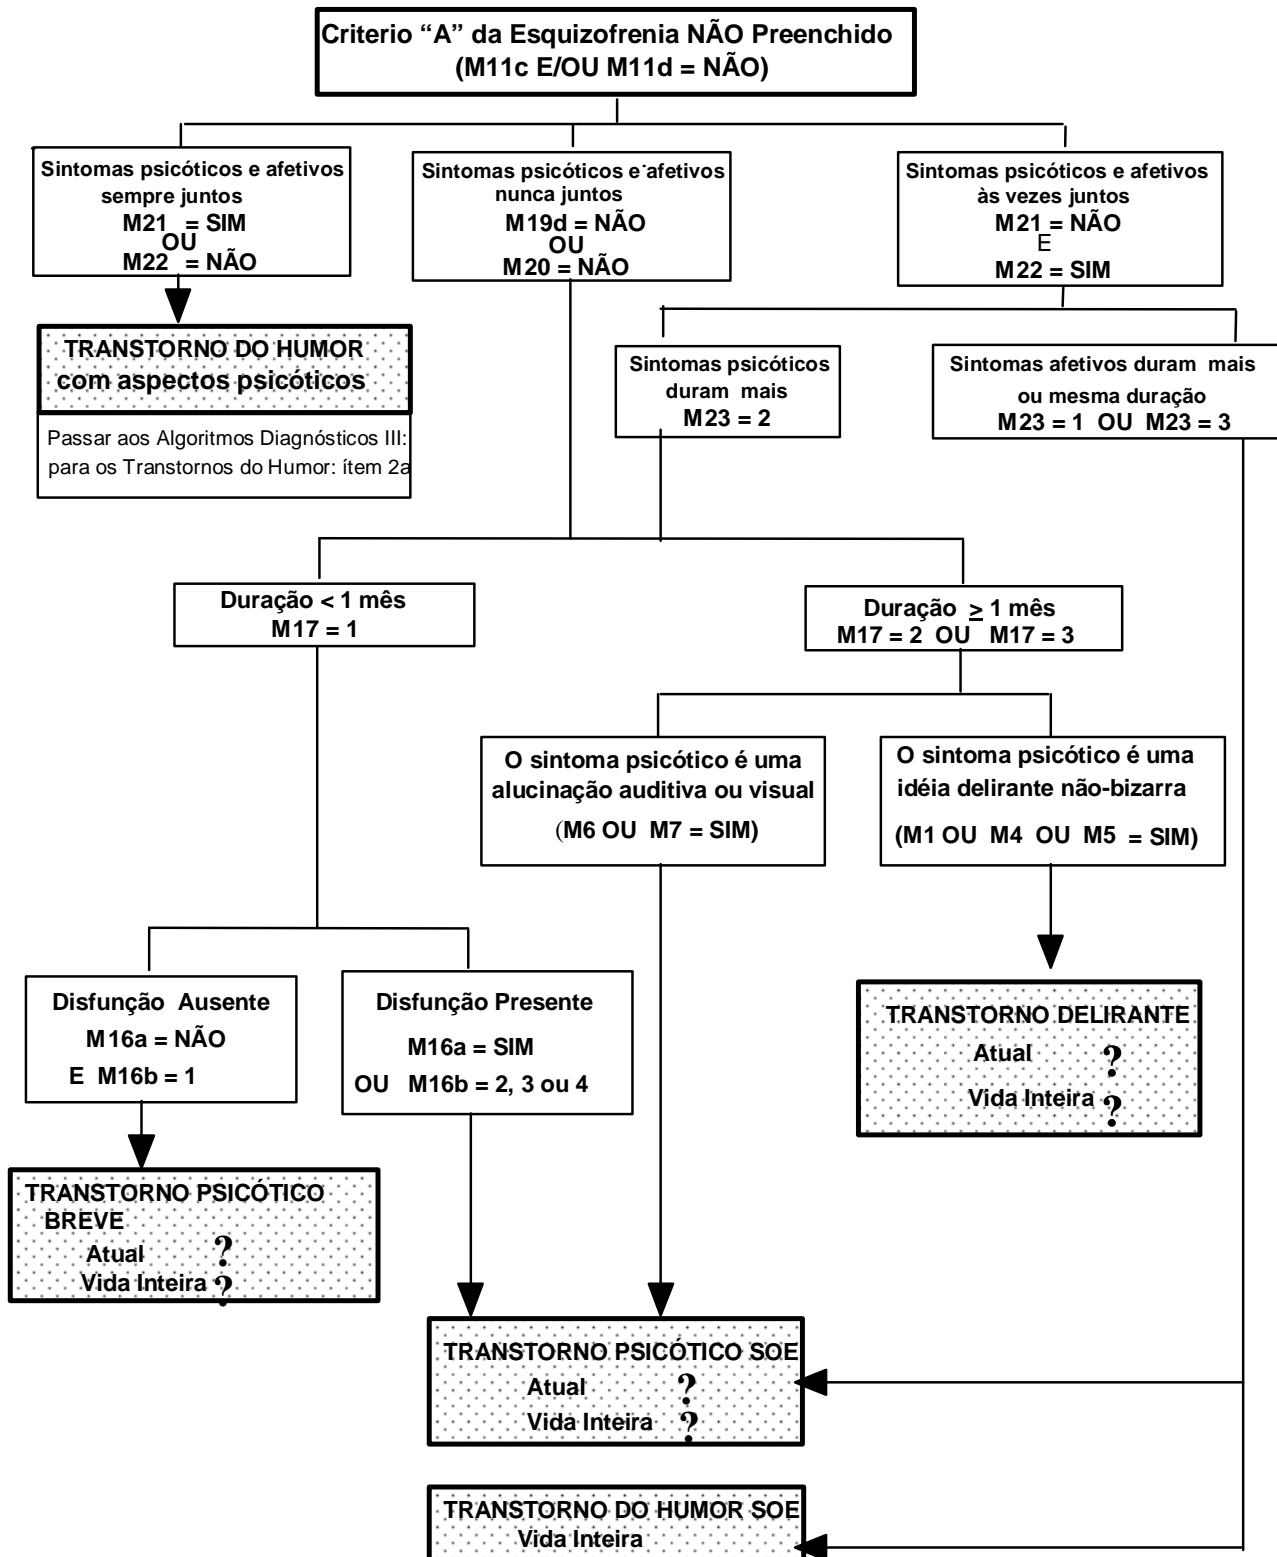 Criterio “A” da Esquizofrenia NÃO Preenchido
(M11c E/OU M11d = NÃO)
Sintomas psicóticos e afetivos
sempre juntos
M21 = SIM
OU
M22 = NÃO
Sintomas psicóticos e afetivos
nunca juntos
M19d = NÃO
OU
M20 = NÃO
Sintomas psicóticos e afetivos
às vezes juntos
M21 = NÃO
E
M22 = SIM
TRANSTORNO DO HUMOR
com aspectos psicóticos
Passar aos Algoritmos Diagnósticos III:
para os Transtornos do Humor: ítem 2a
Sintomas psicóticos
duram mais
M23 = 2
Sintomas afetivos duram mais
ou mesma duração
M23 = 1 OU M23 = 3
Duração < 1 mês
M17 = 1
Duração ≥ 1 mês
M17 = 2 OU M17 = 3
O sintoma psicótico é uma
alucinação auditiva ou visual
(M6 OU M7 = SIM)
O sintoma psicótico é uma
idéia delirante não-bizarra
(M1 OU M4 OU M5 = SIM)
Disfunção Ausente
M16a = NÃO
E M16b = 1
Disfunção Presente
M16a = SIM
OU M16b = 2, 3 ou 4
TRANSTORNO DELIRANTE
Atual ?
Vida Inteira ?
TRANSTORNO PSICÓTICO
BREVE
Atual ?
Vida Inteira ?
TRANSTORNO PSICÓTICO SOE
Atual ?
Vida Inteira ?
TRANSTORNO DO HUMOR SOE
Vida Inteira